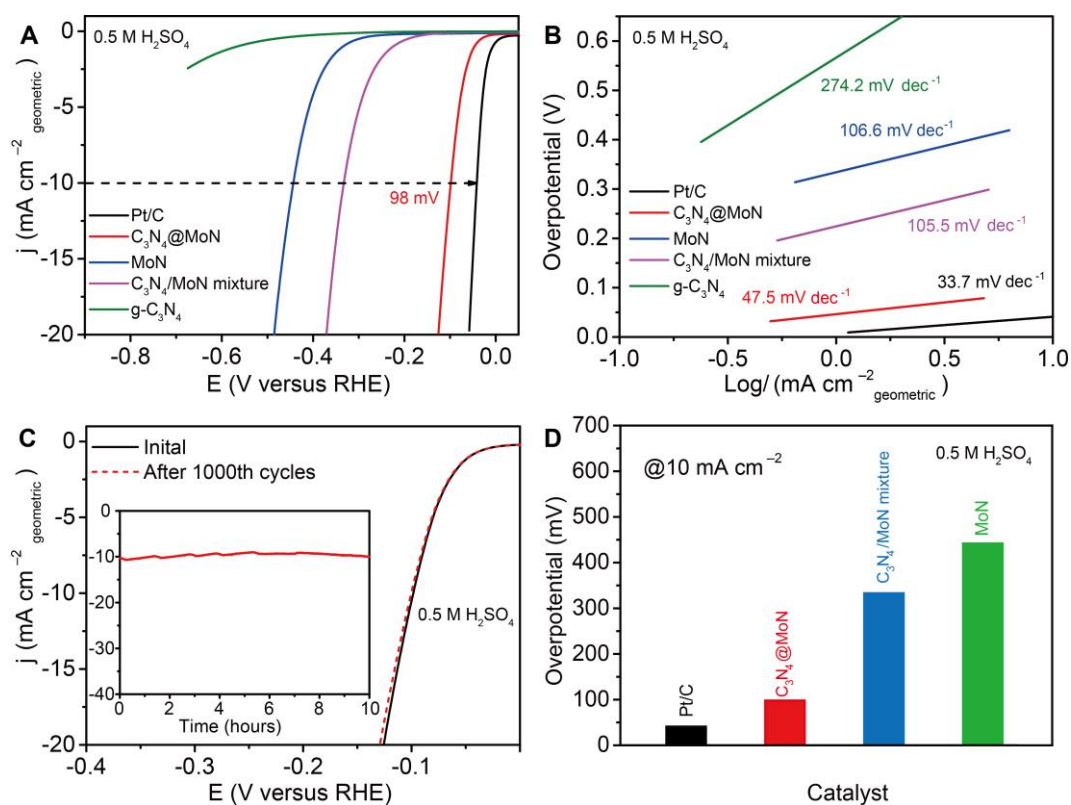 A
0.5 M H₂SO₄
0
-5
-10
-15
-20
j (mA cm⁻²geometric)
98 mV
Pt/C
C₃N₄@MoN
MoN
C₃N₄/MoN mixture
g-C₃N₄
-0.8 -0.6 -0.4 -0.2 0.0
E (V versus RHE)
B
0.5 M H₂SO₄
0.6
0.5
0.4
0.3
0.2
0.1
0.0
Overpotential (V)
274.2 mV dec⁻¹
106.6 mV dec⁻¹
Pt/C
C₃N₄@MoN
MoN
C₃N₄/MoN mixture
g-C₃N₄
105.5 mV dec⁻¹
47.5 mV dec⁻¹
33.7 mV dec⁻¹
-1.0 -0.5 0.0 0.5 1.0
Log/ (mA cm⁻²geometric)
C
Inital
After 1000th cycles
0
-5
-10
-15
-20
j (mA cm⁻²geometric)
0
-10
-20
-30
-40
0 2 4 6 8 10
Time (hours)
0.5 M H₂SO₄
-0.4 -0.3 -0.2 -0.1
E (V versus RHE)
D
@10 mA cm⁻²
0.5 M H₂SO₄
700
600
500
400
300
200
100
0
Overpotential (mV)
Pt/C
C₃N₄@MoN
C₃N₄/MoN mixture
MoN
Catalyst